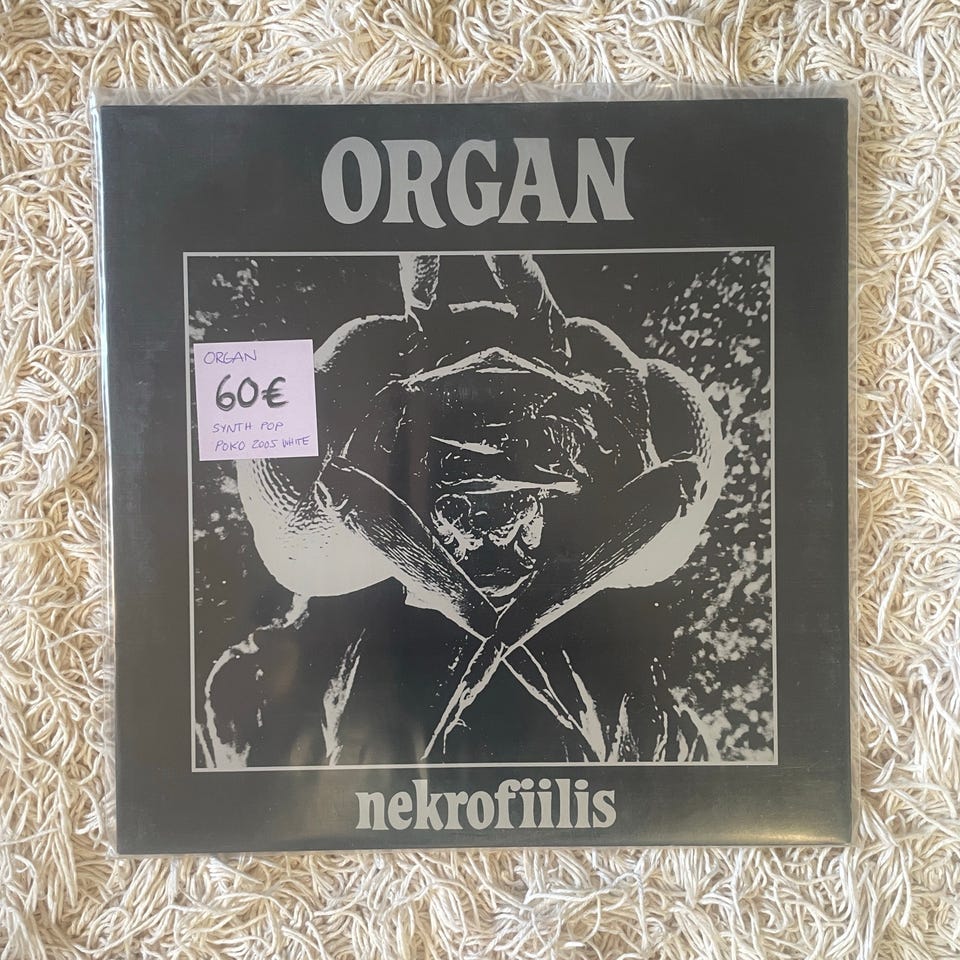 ORGAN
ORGAN
60€
SYNTH POP
POKO 2005 WHITE
nekrofiilis